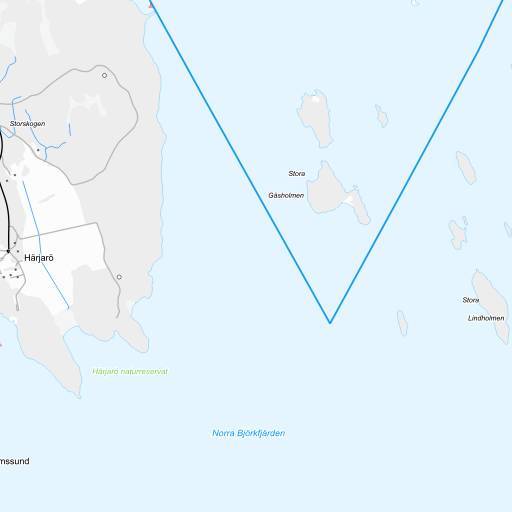 Storskogen
Stora
Gåsholmen
Härjarö
Stora
Lindholmen
Härjarö naturreservat
Norra Björkfjärden
mssund